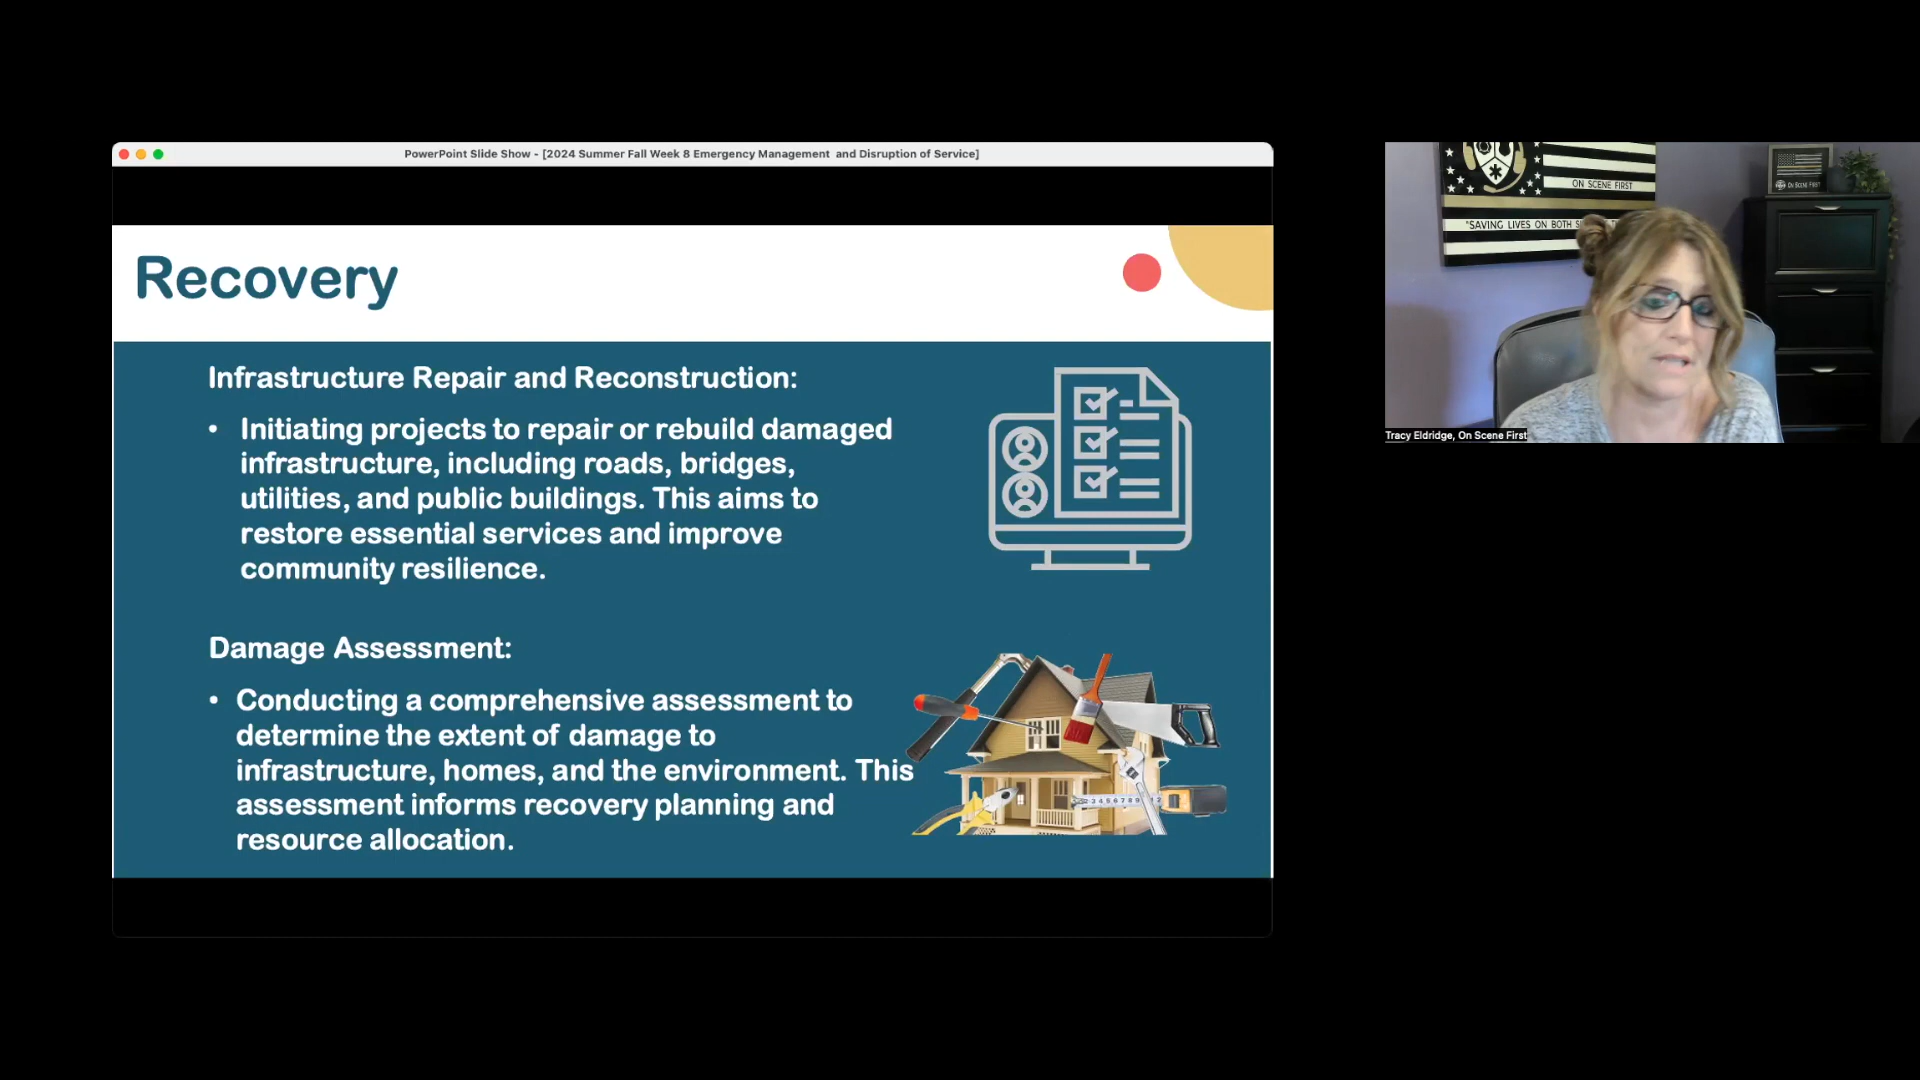 PowerPoint Slide Show - [2024 Summer Fall Week 8 Emergency Management  and Disruption of Service]
Recovery
Infrastructure Repair and Reconstruction:
• Initiating projects to repair or rebuild damaged
infrastructure, including roads, bridges,
utilities, and public buildings. This aims to
restore essential services and improve
community resilience.
Damage Assessment:
• Conducting a comprehensive assessment to
determine the extent of damage to
infrastructure, homes, and the environment. This
assessment informs recovery planning and
resource allocation.
ON SCENE FIRST
"SAVING LIVES ON BOTH
ON SCENE FIRST
Tracy Eldridge, On Scene First